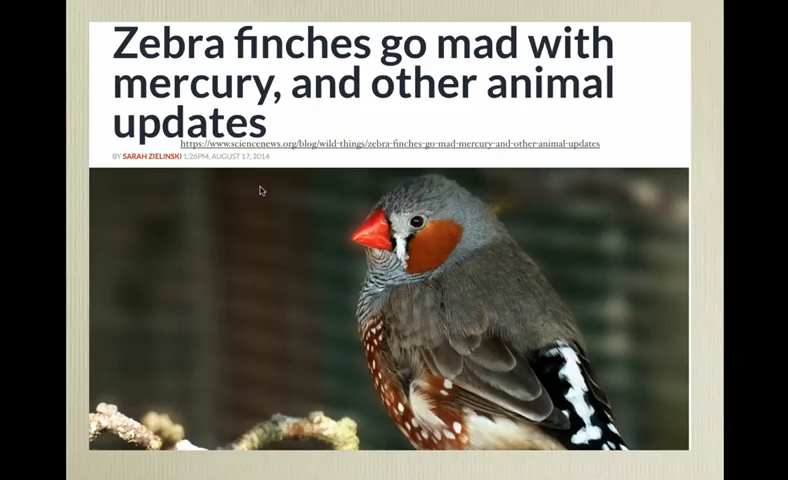 Zebra finches go mad with
mercury, and other animal
updates
https://www.sciencenews.org/blog/wild-things/zebra-finches-go-mad-mercury-and-other-animal-updates
BY SARAH ZIELINSKI 1:26PM, AUGUST 17, 2014